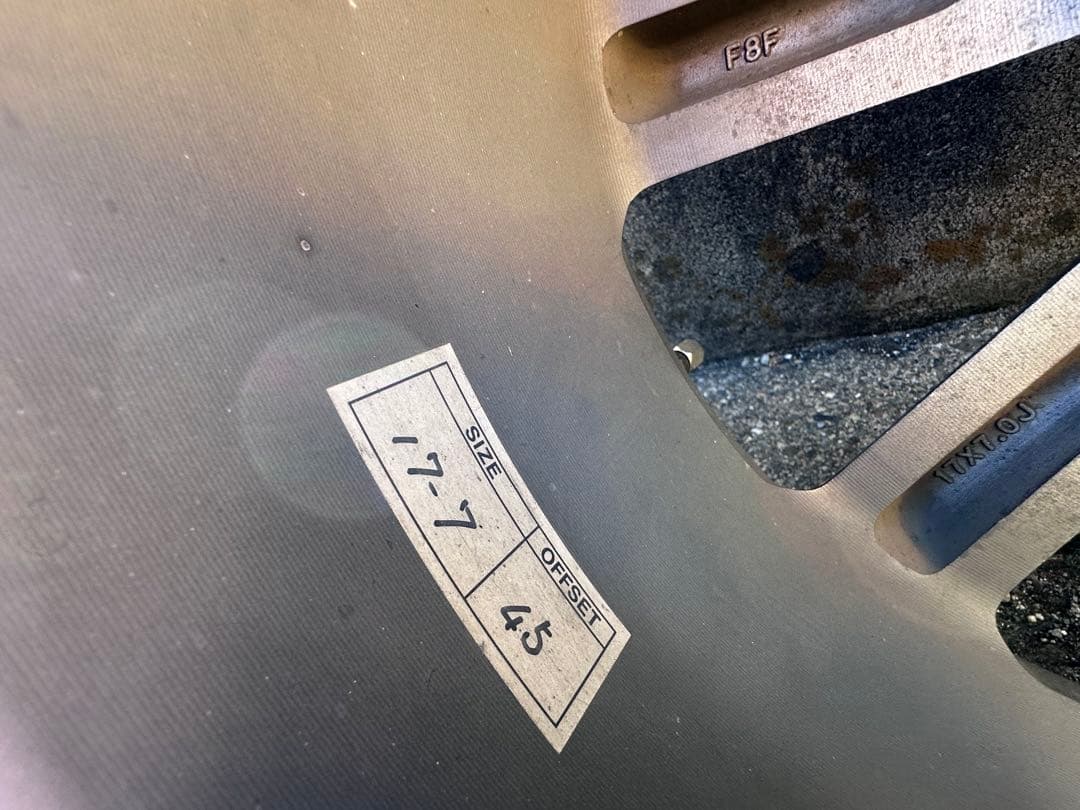 F8F
SIZE
17-7
OFFSET
45
17X7.0J